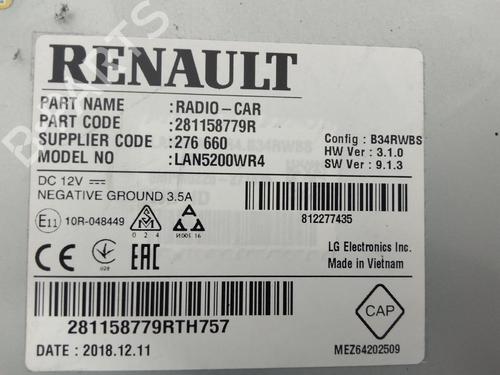 RENAULT
PART NAME : RADIO-CAR
PART CODE : 281158779R
SUPPLIER CODE : 276 660
MODEL NO : LAN5200WR4
Config : B34RWBS
HW Ver : 3.1.0
SW Ver : 9.1.3
DC 12V
NEGATIVE GROUND 3.5A
E11 10R-048449
024
812277435
LG Electronics Inc.
Made in Vietnam
CE
EAC
281158779RTH757
DATE : 2018.12.11
CAP
MEZ64202509